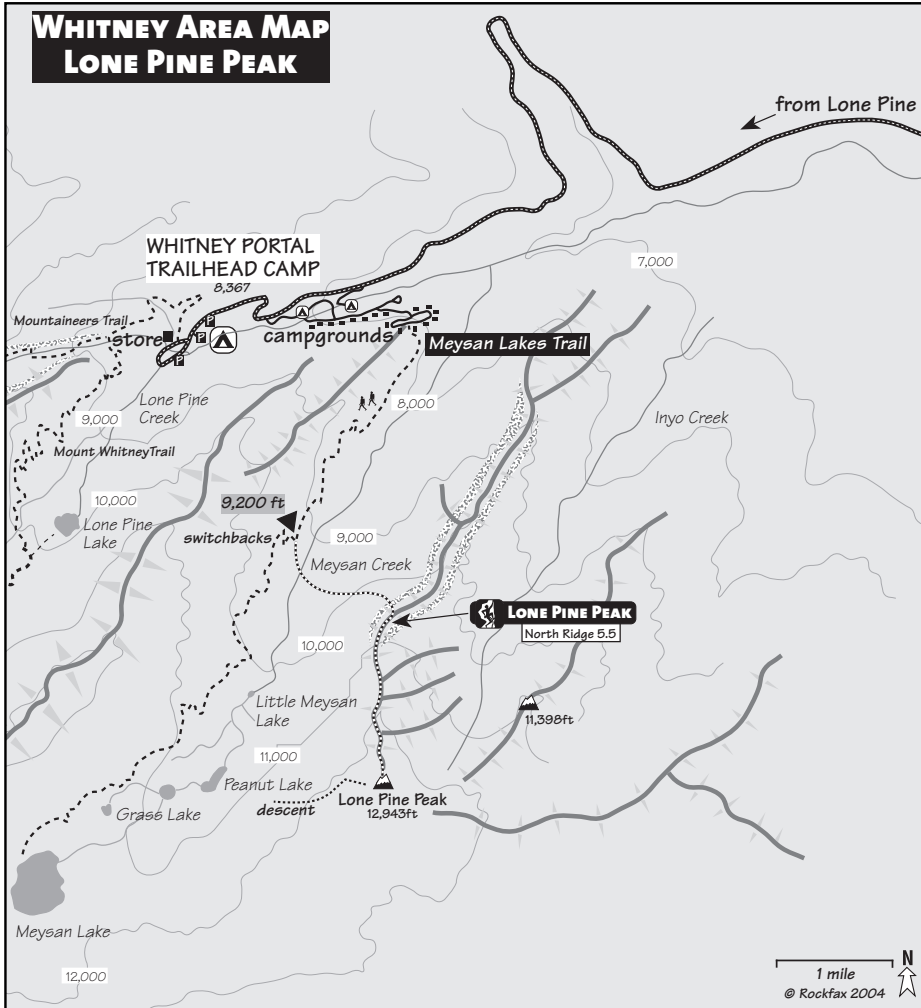 WHITNEY AREA MAP
LONE PINE PEAK
from Lone Pine
WHITNEY PORTAL
TRAILHEAD CAMP
8,367
7,000
Mountaineers Trail
store
P
P
P
campgrounds
Meysan Lakes Trail
Lone Pine
Creek
8,000
9,000
Inyo Creek
Mount WhitneyTrail
10,000
9,200 ft
Lone Pine
Lake
switchbacks
9,000
Meysan Creek
LONE PINE PEAK
North Ridge 5.5
10,000
Little Meysan
Lake
11,398ft
11,000
Peanut Lake
Lone Pine Peak
12,943ft
descent
Grass Lake
Meysan Lake
12,000
N
1 mile
© Rockfax 2004